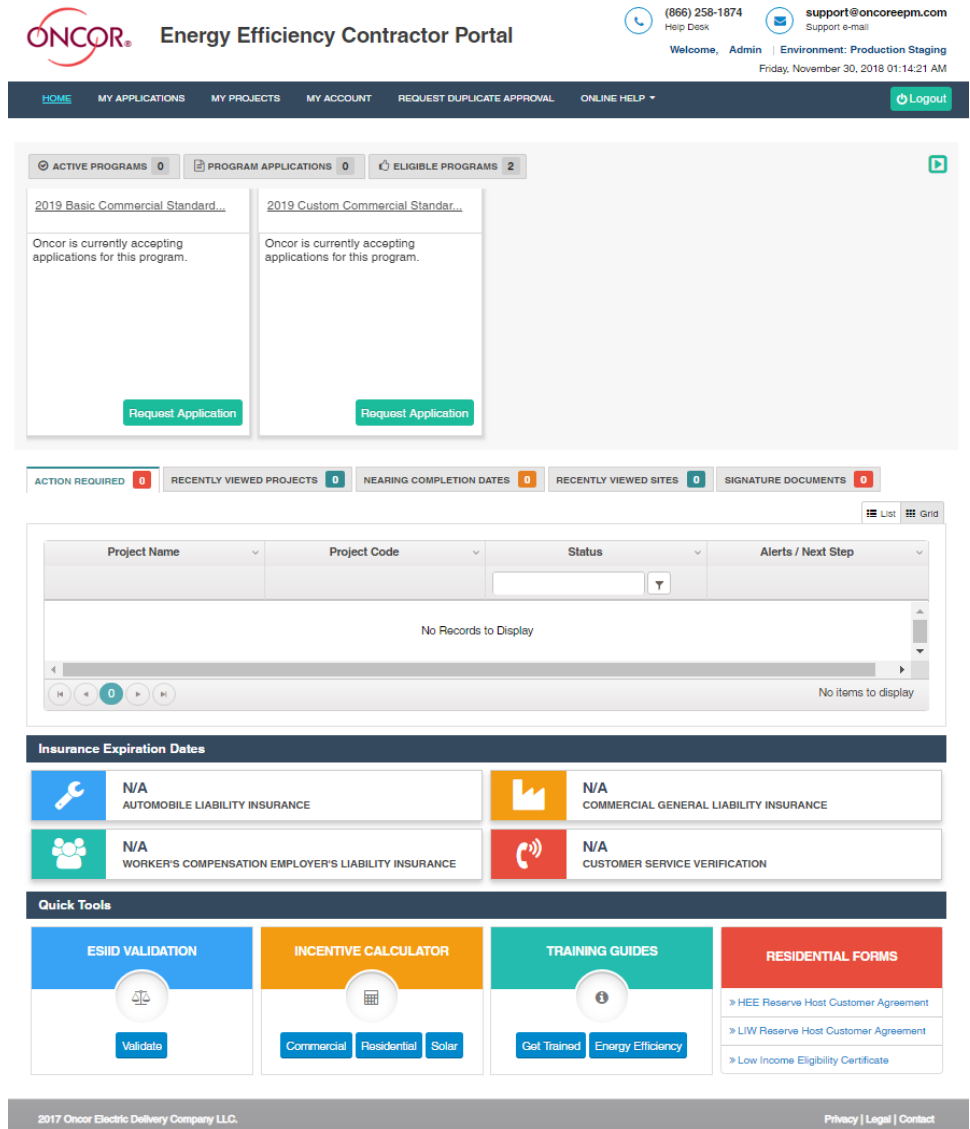 ONCOR®
Energy Efficiency Contractor Portal
(866) 258-1874
Help Desk
support@oncoreepm.com
Support e-mail
Welcome, Admin | Environment: Production Staging
Friday, November 30, 2018 01:14:21 AM
HOME MY APPLICATIONS MY PROJECTS MY ACCOUNT REQUEST DUPLICATE APPROVAL ONLINE HELP Logout
ACTIVE PROGRAMS 0 PROGRAM APPLICATIONS 0 ELIGIBLE PROGRAMS 2
2019 Basic Commercial Standard...
Oncor is currently accepting
applications for this program.
Request Application
2019 Custom Commercial Standar...
Oncor is currently accepting
applications for this program.
Request Application
ACTION REQUIRED 0 RECENTLY VIEWED PROJECTS 0 NEARING COMPLETION DATES 0 RECENTLY VIEWED SITES 0 SIGNATURE DOCUMENTS 0
List Grid
Project Name Project Code Status Alerts / Next Step
No Records to Display
0 No items to display
Insurance Expiration Dates
N/A
AUTOMOBILE LIABILITY INSURANCE
N/A
COMMERCIAL GENERAL LIABILITY INSURANCE
N/A
WORKER'S COMPENSATION EMPLOYER'S LIABILITY INSURANCE
N/A
CUSTOMER SERVICE VERIFICATION
Quick Tools
ESIID VALIDATION
Validate
INCENTIVE CALCULATOR
Commercial Residential Solar
TRAINING GUIDES
Get Trained Energy Efficiency
RESIDENTIAL FORMS
» HEE Reserve Host Customer Agreement
» LIW Reserve Host Customer Agreement
» Low Income Eligibility Certificate
2017 Oncor Electric Delivery Company LLC. Privacy | Legal | Contact